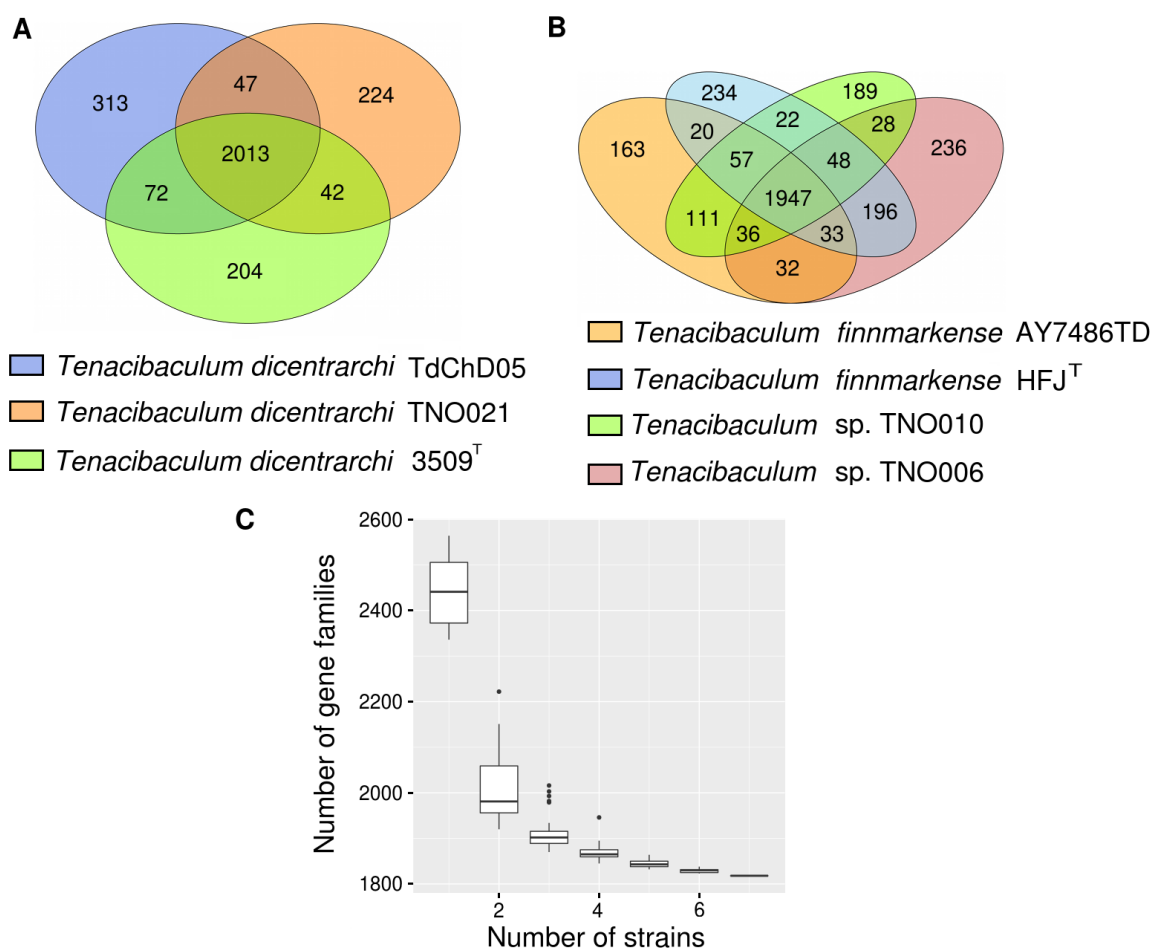 A
313
47
224
2013
72
42
204
Tenacibaculum dicentrarchi TdChD05
Tenacibaculum dicentrarchi TNO021
Tenacibaculum dicentrarchi 3509T
B
234
189
20
22
28
163
57
48
236
1947
111
196
36
33
32
Tenacibaculum finnmarkense AY7486TD
Tenacibaculum finnmarkense HFJT
Tenacibaculum sp. TNO010
Tenacibaculum sp. TNO006
C
Number of gene families
2600
2400
2200
2000
1800
2 4 6
Number of strains